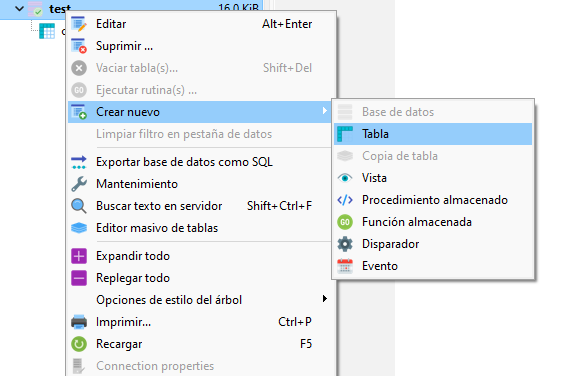 test 16,0 KiB
Editar Alt+Enter
Suprimir ...
Vaciar tabla(s)... Shift+Del
Ejecutar rutina(s) ...
Crear nuevo
Limpiar filtro en pestaña de datos
Exportar base de datos como SQL
Mantenimiento
Buscar texto en servidor Shift+Ctrl+F
Editor masivo de tablas
Expandir todo
Replegar todo
Opciones de estilo del árbol
Imprimir... Ctrl+P
Recargar F5
Connection properties
Base de datos
Tabla
Copia de tabla
Vista
Procedimiento almacenado
GO Función almacenada
Disparador
Evento